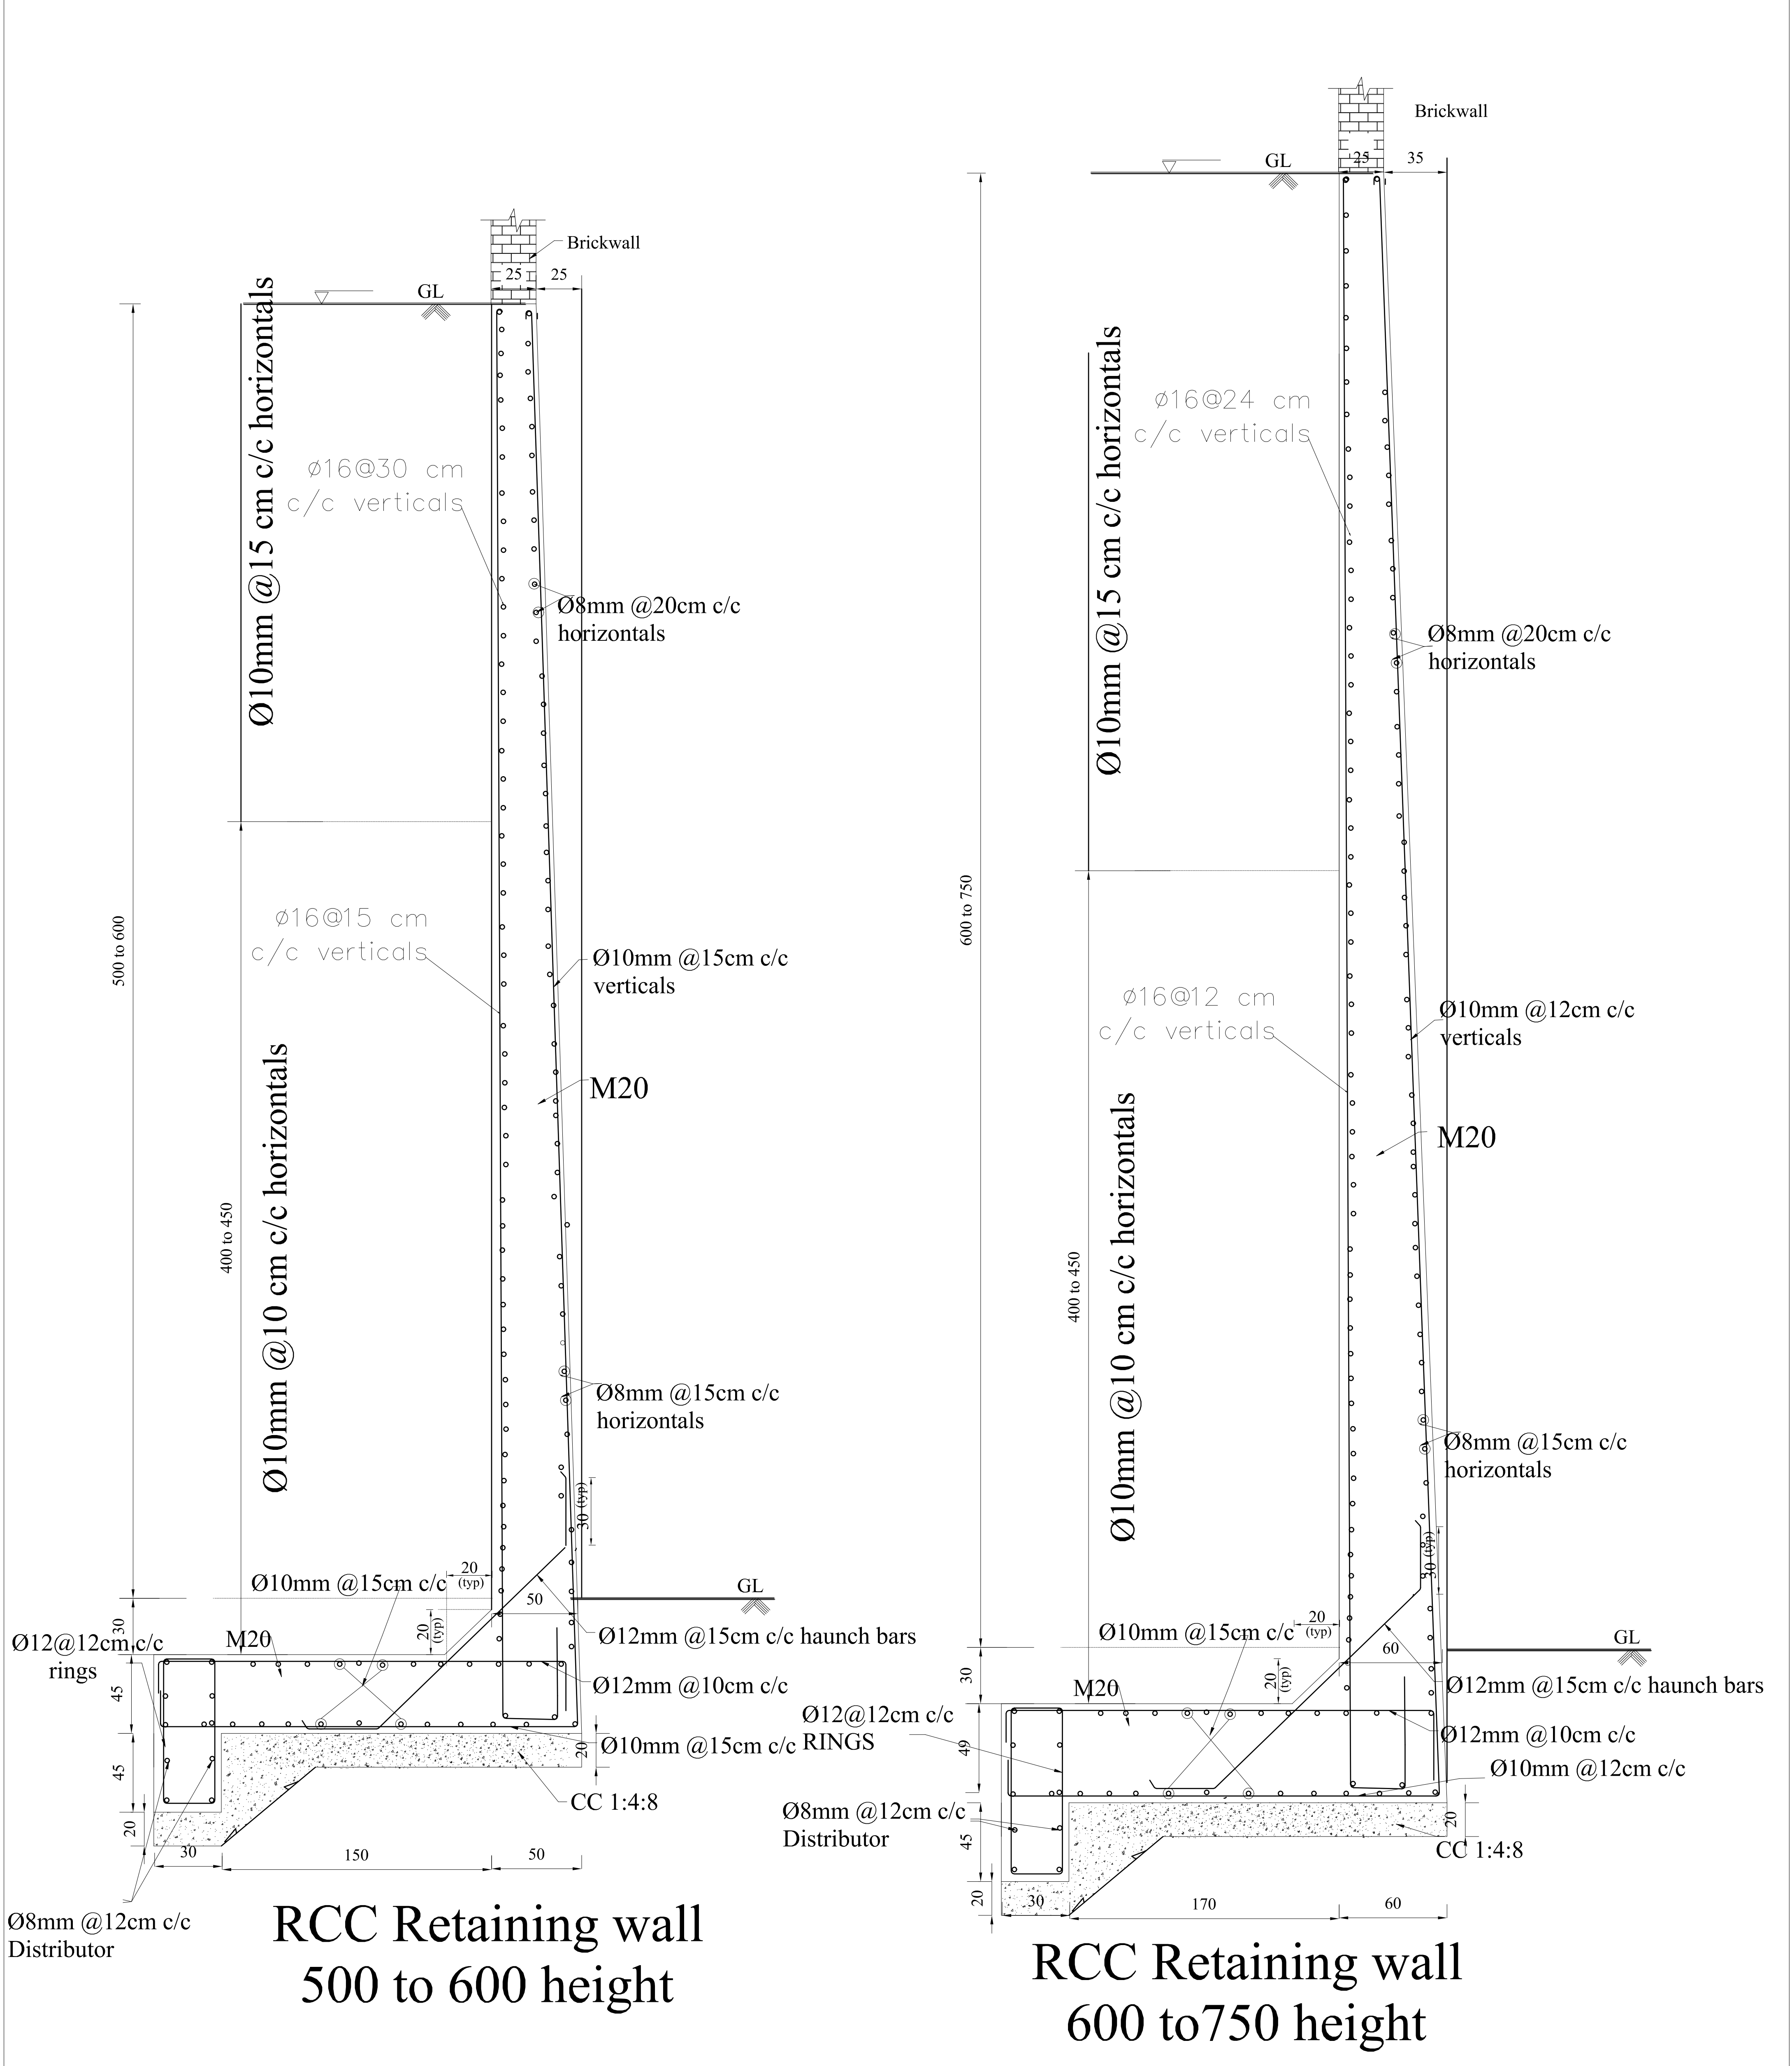 Brickwall
25
25
GL
Ø10mm @15 cm c/c horizontals
ø16@30 cm
c/c verticals
Ø8mm @20cm c/c
horizontals
500 to 600
ø16@15 cm
c/c verticals
Ø10mm @15cm c/c
verticals
M20
400 to 450
Ø10mm @10 cm c/c horizontals
Ø8mm @15cm c/c
horizontals
30 (typ)
20
(typ)
Ø10mm @15cm c/c
50
GL
30
20
(typ)
Ø12@12cm c/c
rings
M20
Ø12mm @15cm c/c haunch bars
45
Ø12mm @10cm c/c
Ø10mm @15cm c/c
20
45
CC 1:4:8
20
30
150
50
Ø8mm @12cm c/c
Distributor
RCC Retaining wall
500 to 600 height
Brickwall
GL
25
35
Ø10mm @15 cm c/c horizontals
ø16@24 cm
c/c verticals
Ø8mm @20cm c/c
horizontals
600 to 750
ø16@12 cm
c/c verticals
Ø10mm @12cm c/c
verticals
M20
400 to 450
Ø10mm @10 cm c/c horizontals
Ø8mm @15cm c/c
horizontals
30 (typ)
20
(typ)
Ø10mm @15cm c/c
60
GL
30
20
(typ)
M20
Ø12mm @15cm c/c haunch bars
Ø12@12cm c/c
RINGS
49
Ø12mm @10cm c/c
Ø10mm @12cm c/c
Ø8mm @12cm c/c
Distributor
45
20
CC 1:4:8
20
30
170
60
RCC Retaining wall
600 to750 height